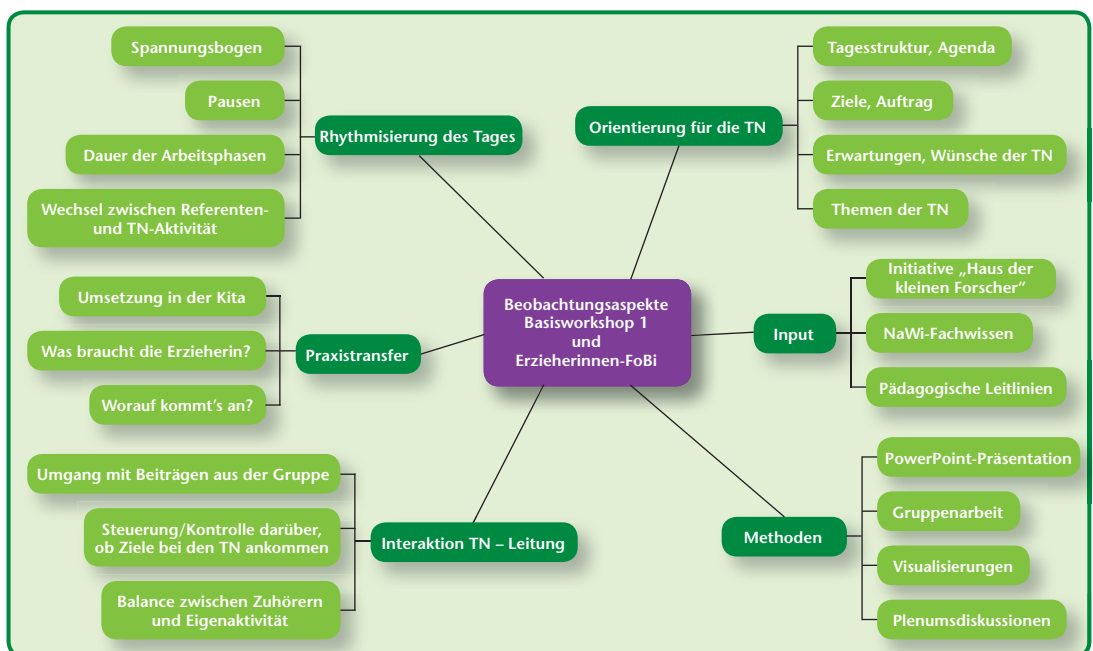 Beobachtungsaspekte
Basisworkshop 1
und
Erzieherinnen-FoBi
Rhythmisierung des Tages
Spannungsbogen
Pausen
Dauer der Arbeitsphasen
Wechsel zwischen Referenten-
und TN-Aktivität
Orientierung für die TN
Tagesstruktur, Agenda
Ziele, Auftrag
Erwartungen, Wünsche der TN
Themen der TN
Praxistransfer
Umsetzung in der Kita
Was braucht die Erzieherin?
Worauf kommt's an?
Input
Initiative „Haus der
kleinen Forscher“
NaWi-Fachwissen
Pädagogische Leitlinien
Interaktion TN – Leitung
Umgang mit Beiträgen aus der Gruppe
Steuerung/Kontrolle darüber,
ob Ziele bei den TN ankommen
Balance zwischen Zuhörern
und Eigenaktivität
Methoden
PowerPoint-Präsentation
Gruppenarbeit
Visualisierungen
Plenumsdiskussionen